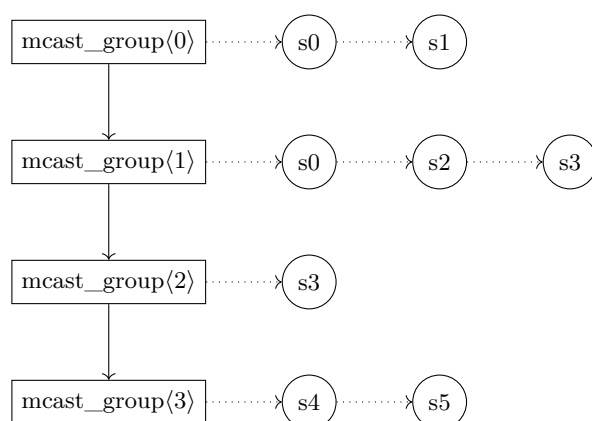 mcast_group⟨0⟩ s0 s1
mcast_group⟨1⟩ s0 s2 s3
mcast_group⟨2⟩ s3
mcast_group⟨3⟩ s4 s5